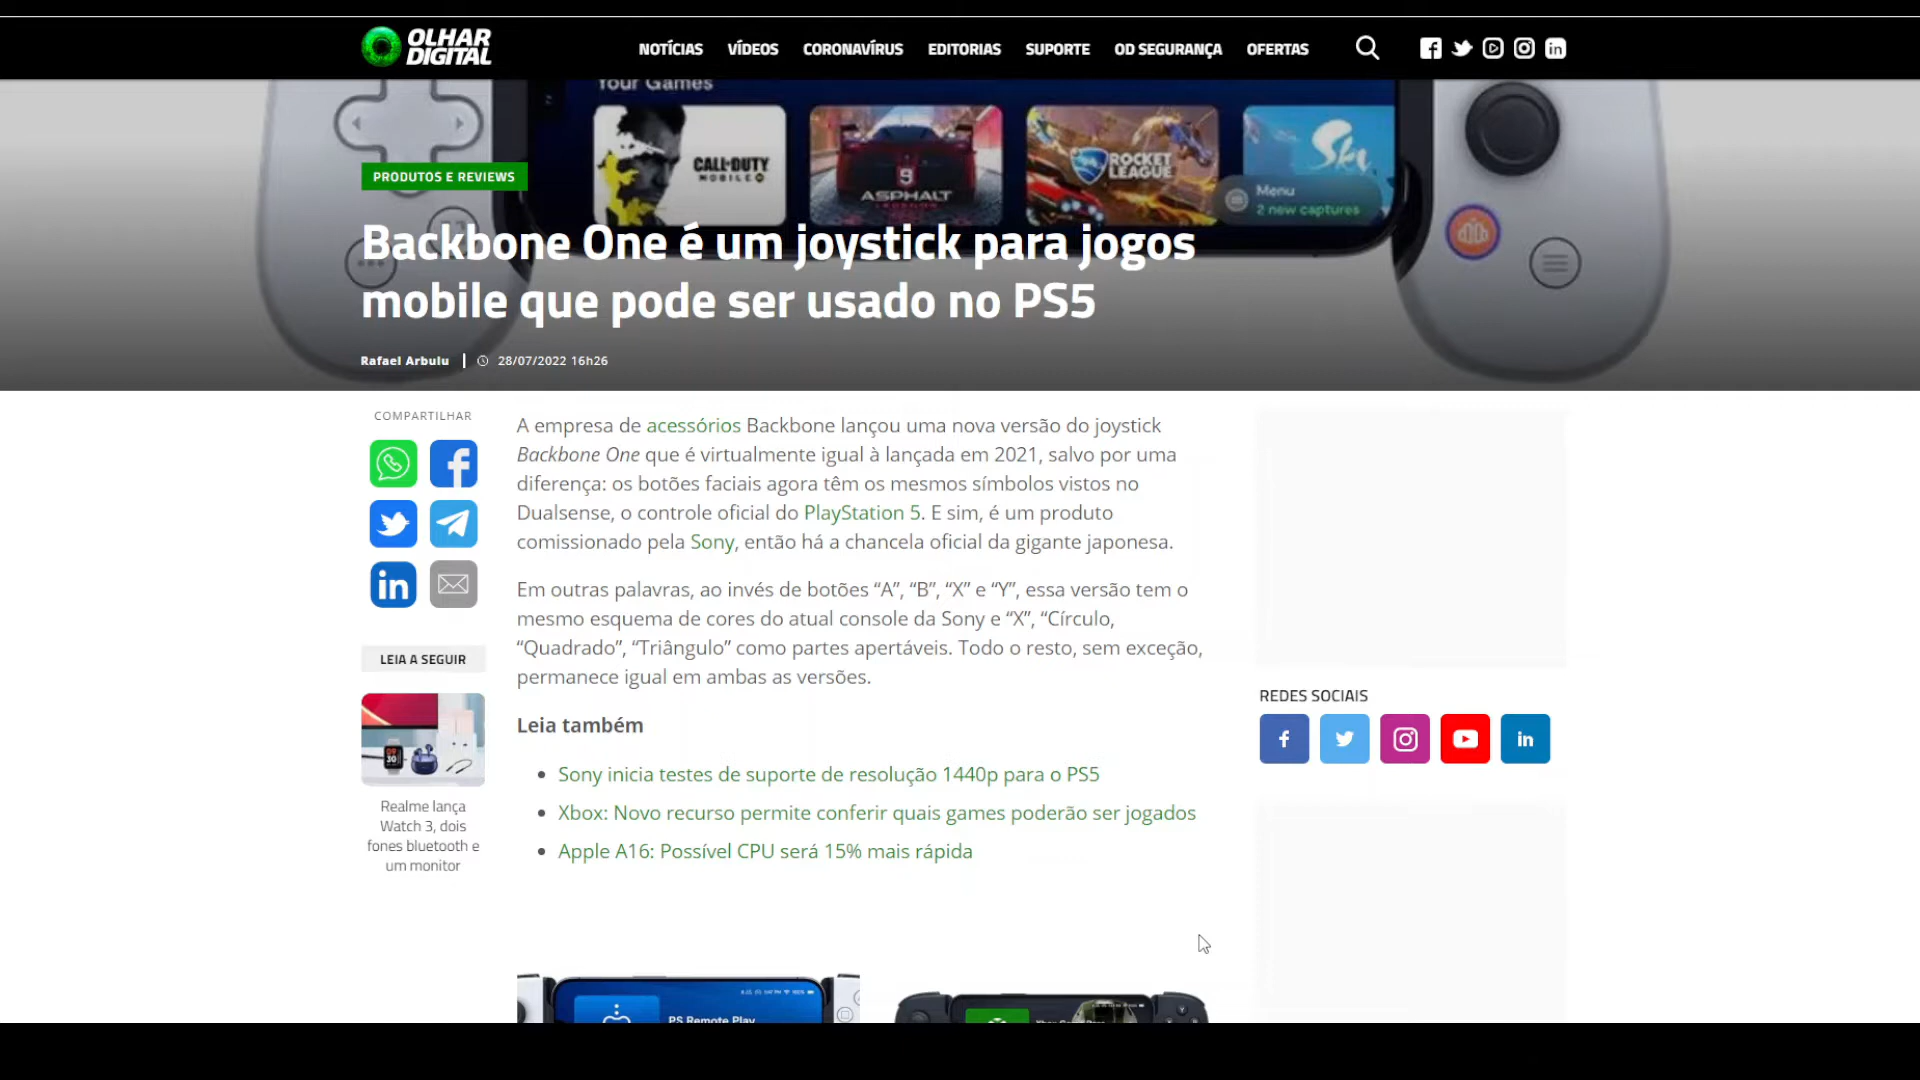 OLHAR
DIGITAL
NOTÍCIAS VÍDEOS CORONAVÍRUS EDITORIAS SUPORTE OD SEGURANÇA OFERTAS
Your Games
CALL·DUTY
MOBILE
9
ASPHALT
ROCKET
LEAGUE
Sky
Menu
2 new captures
PRODUTOS E REVIEWS
Backbone One é um joystick para jogos
mobile que pode ser usado no PS5
Rafael Arbulu | 28/07/2022 16h26
COMPARTILHAR
A empresa de acessórios Backbone lançou uma nova versão do joystick
Backbone One que é virtualmente igual à lançada em 2021, salvo por uma
diferença: os botões faciais agora têm os mesmos símbolos vistos no
Dualsense, o controle oficial do PlayStation 5. E sim, é um produto
comissionado pela Sony, então há a chancela oficial da gigante japonesa.
Em outras palavras, ao invés de botões “A”, “B”, “X” e “Y”, essa versão tem o
mesmo esquema de cores do atual console da Sony e “X”, “Círculo,
“Quadrado”, “Triângulo” como partes apertáveis. Todo o resto, sem exceção,
permanece igual em ambas as versões.
Leia também
Sony inicia testes de suporte de resolução 1440p para o PS5
Xbox: Novo recurso permite conferir quais games poderão ser jogados
Apple A16: Possível CPU será 15% mais rápida
LEIA A SEGUIR
Realme lança
Watch 3, dois
fones bluetooth e
um monitor
REDES SOCIAIS
PS Remote Play